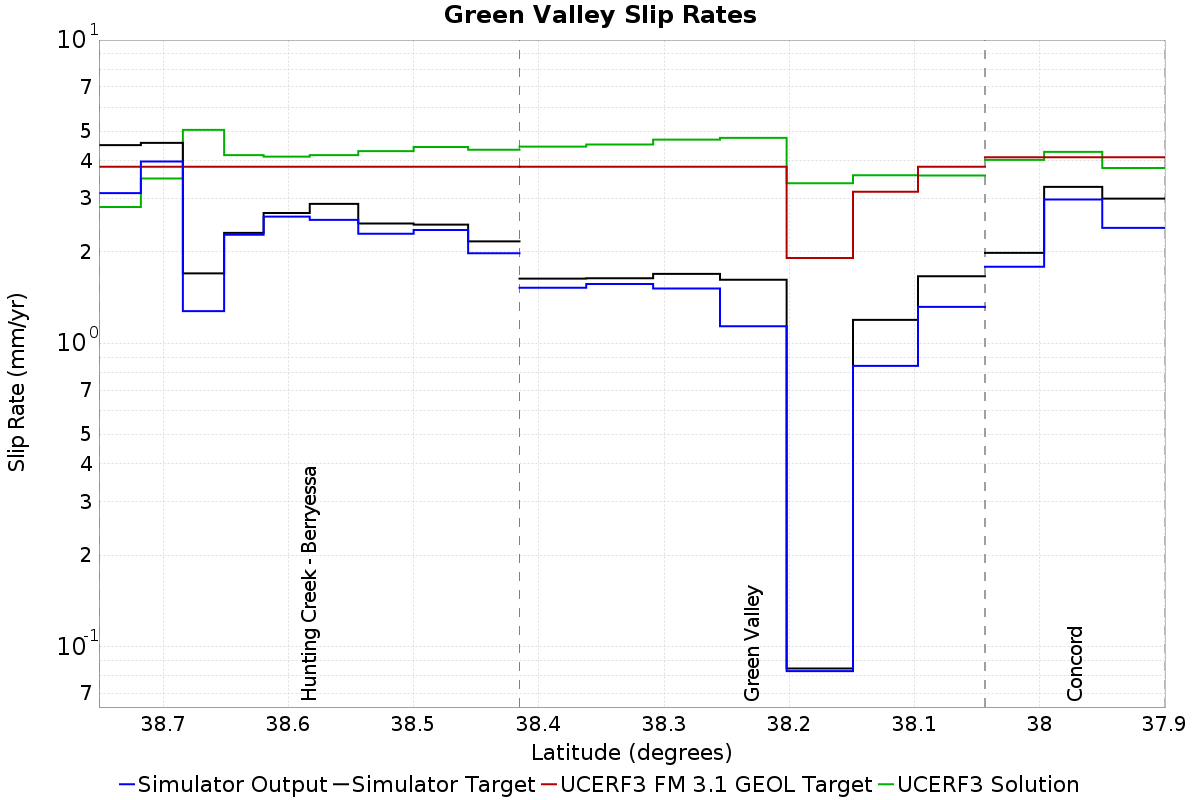 Green Valley Slip Rates
10^1
7
5
4
3
2
10^0
7
5
4
3
2
10^-1
7
Slip Rate (mm/yr)
Hunting Creek - Berryessa
Green Valley
Concord
38.7 38.6 38.5 38.4 38.3 38.2 38.1 38 37.9
Latitude (degrees)
Simulator Output Simulator Target UCERF3 FM 3.1 GEOL Target UCERF3 Solution